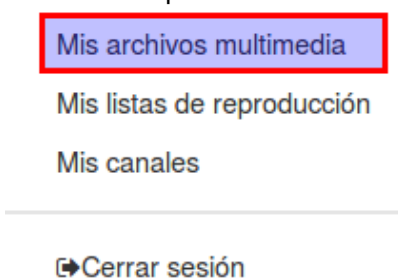 Mis archivos multimedia
Mis listas de reproducción
Mis canales
Cerrar sesión